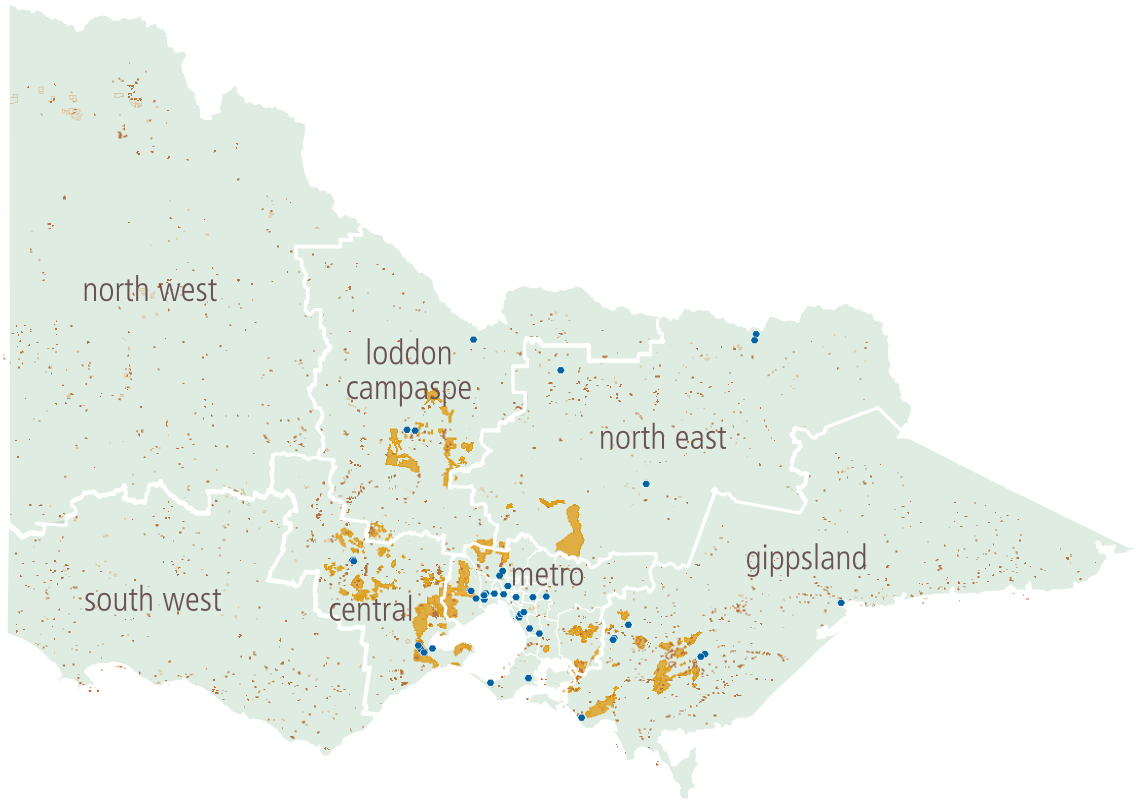 north west
loddon
campaspe
north east
gippsland
metro
south west
central